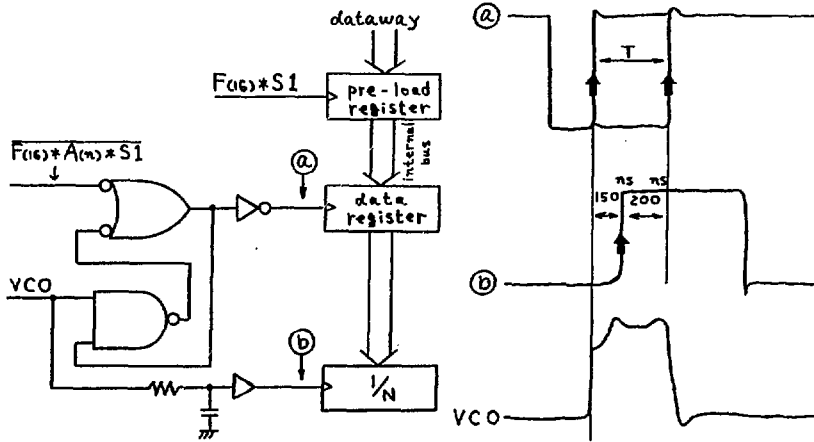 dataway
F(16)*S1
pre-load
register
internal
bus
F(16)*A(n)*S1
ⓐ
data
register
VCO
ⓑ
1/N
ⓐ
T
ns ns
150 200
ⓑ
VCO